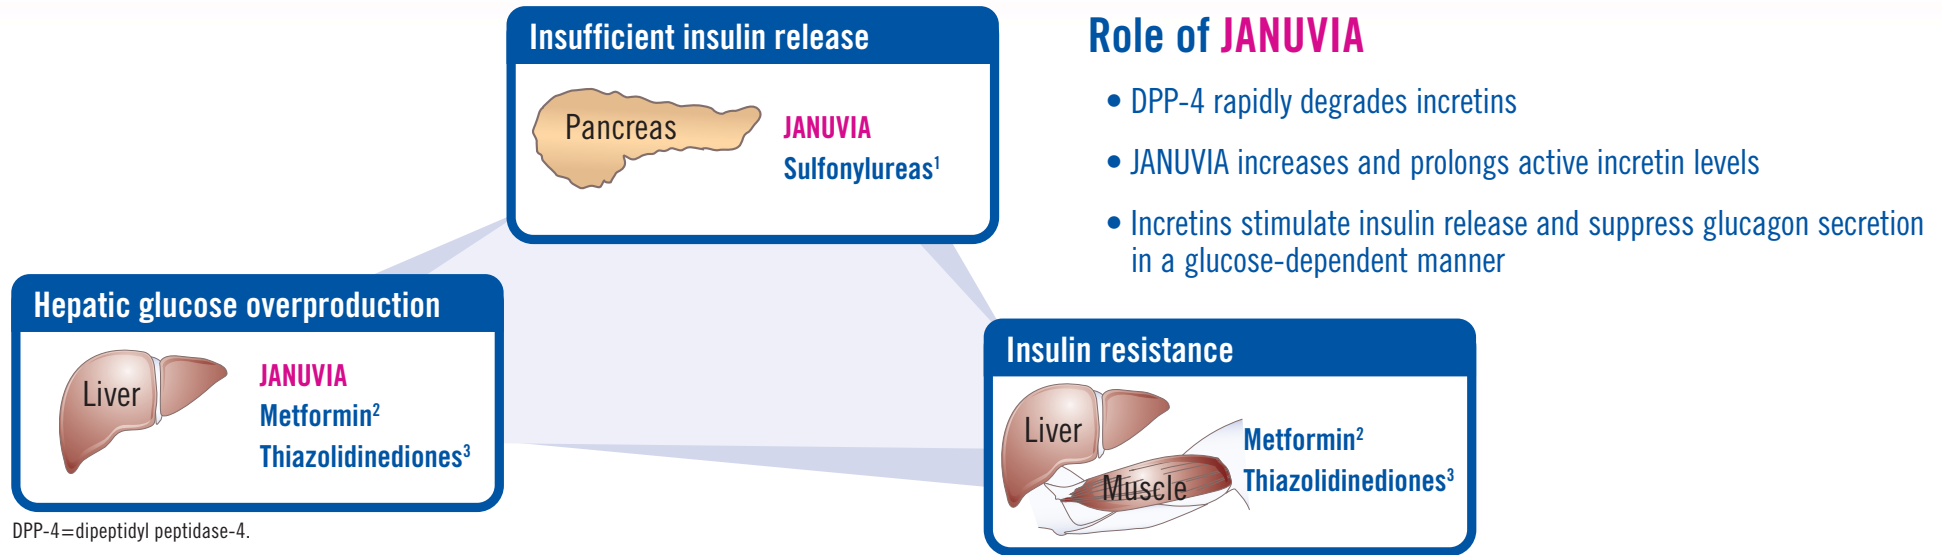 Insufficient insulin release
Pancreas
JANUVIA
Sulfonylureas¹
Role of JANUVIA
• DPP-4 rapidly degrades incretins
• JANUVIA increases and prolongs active incretin levels
• Incretins stimulate insulin release and suppress glucagon secretion
in a glucose-dependent manner
Hepatic glucose overproduction
Liver
JANUVIA
Metformin²
Thiazolidinediones³
Insulin resistance
Liver
Muscle
Metformin²
Thiazolidinediones³
DPP-4=dipeptidyl peptidase-4.